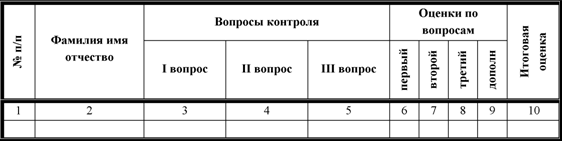 № п/п
Фамилия имя
отчество
Вопросы контроля
I вопрос
II вопрос
III вопрос
Оценки по
вопросам
первый
второй
третий
дополн
Итоговая
оценка
1 2 3 4 5 6 7 8 9 10